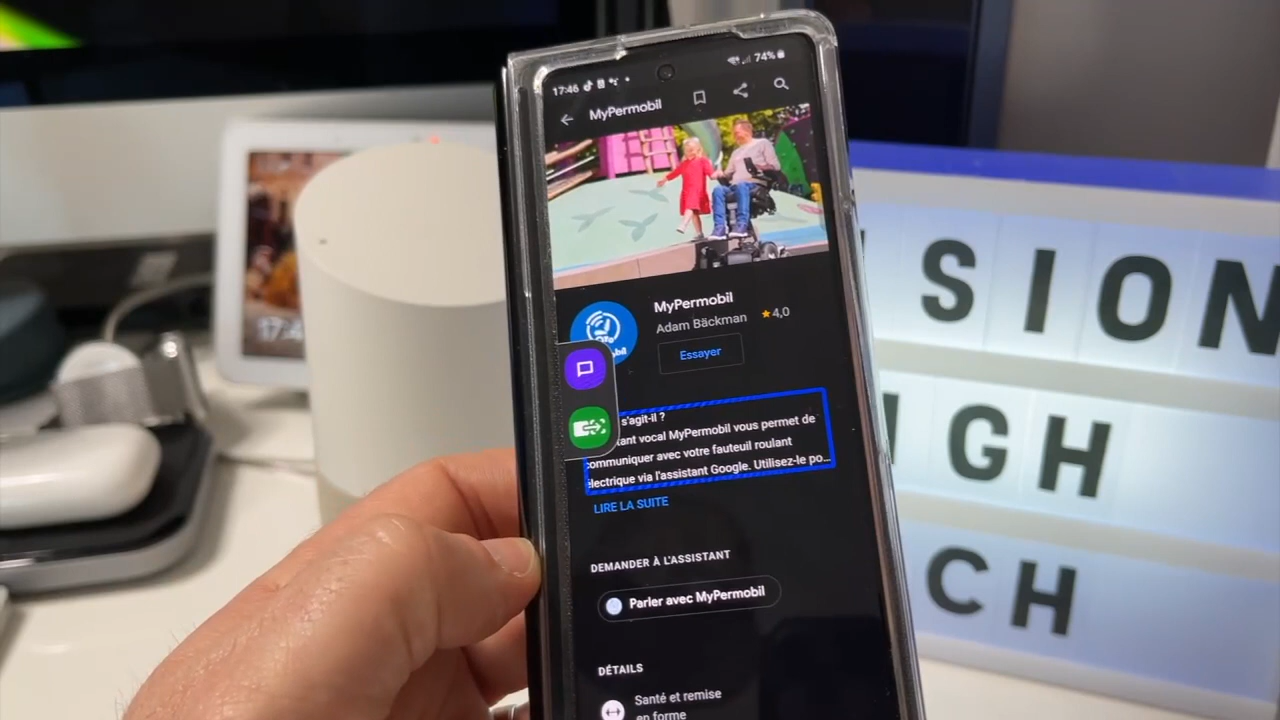 17:46
74%
MyPermobil
MyPermobil
Adam Bäckman
4,0
Essayer
s'agit-il ?
tant vocal MyPermobil vous permet de
communiquer avec votre fauteuil roulant
électrique via l'assistant Google. Utilisez-le po...
LIRE LA SUITE
DEMANDER À L'ASSISTANT
Parler avec MyPermobil
DÉTAILS
Santé et remise
en forme
SION
IGH
CH